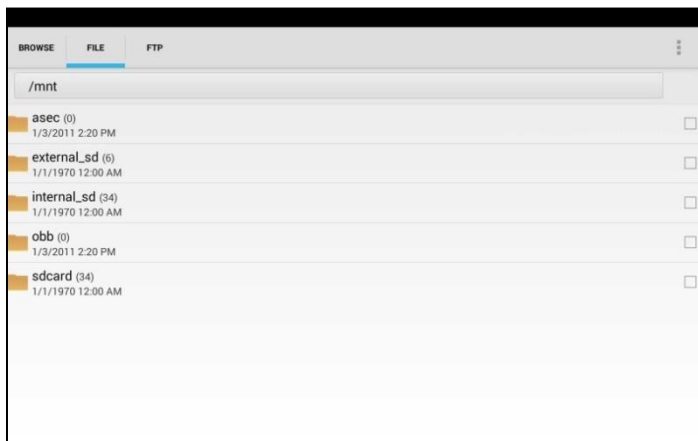 BROWSE FILE FTP
/mnt
asec (0)
1/3/2011 2:20 PM
external_sd (6)
1/1/1970 12:00 AM
internal_sd (34)
1/1/1970 12:00 AM
obb (0)
1/3/2011 2:20 PM
sdcard (34)
1/1/1970 12:00 AM